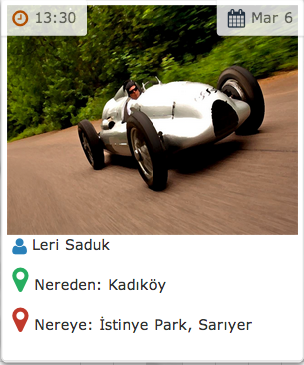 13:30
Mar 6
Leri Saduk
Nereden: Kadıköy
Nereye: İstinye Park, Sarıyer